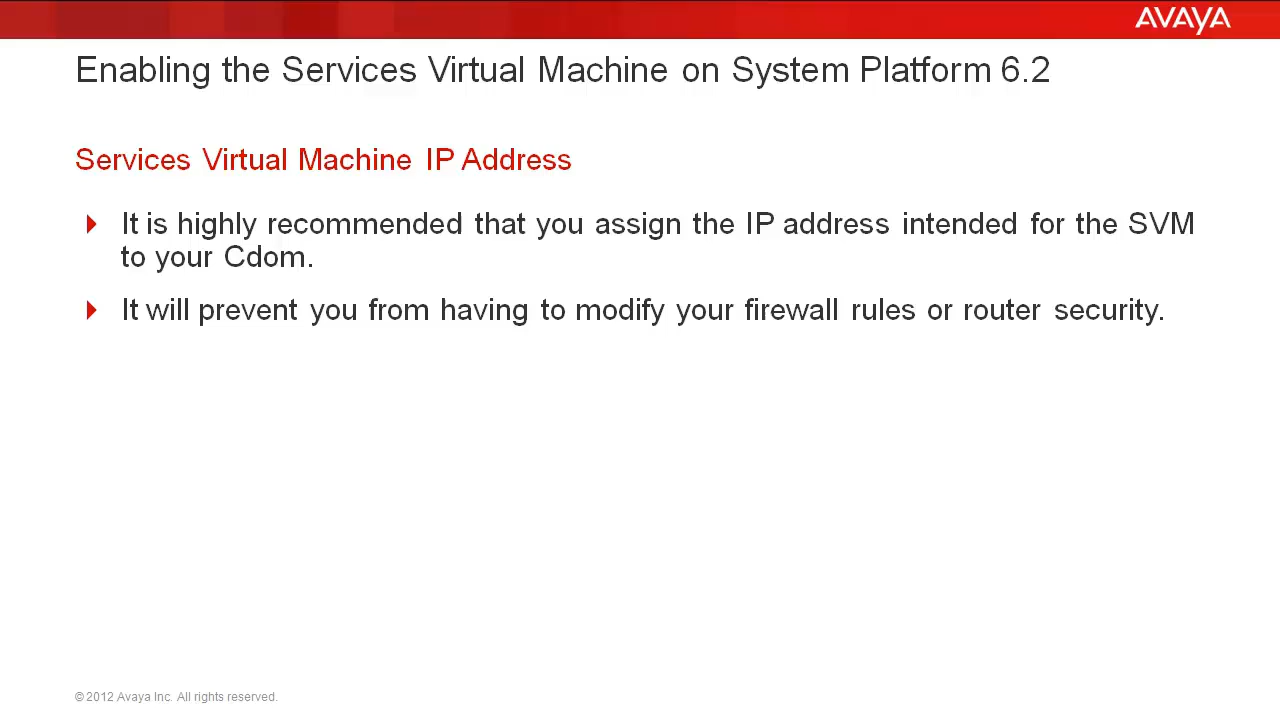 AVAYA
Enabling the Services Virtual Machine on System Platform 6.2
Services Virtual Machine IP Address
It is highly recommended that you assign the IP address intended for the SVM
to your Cdom.
It will prevent you from having to modify your firewall rules or router security.
© 2012 Avaya Inc. All rights reserved.